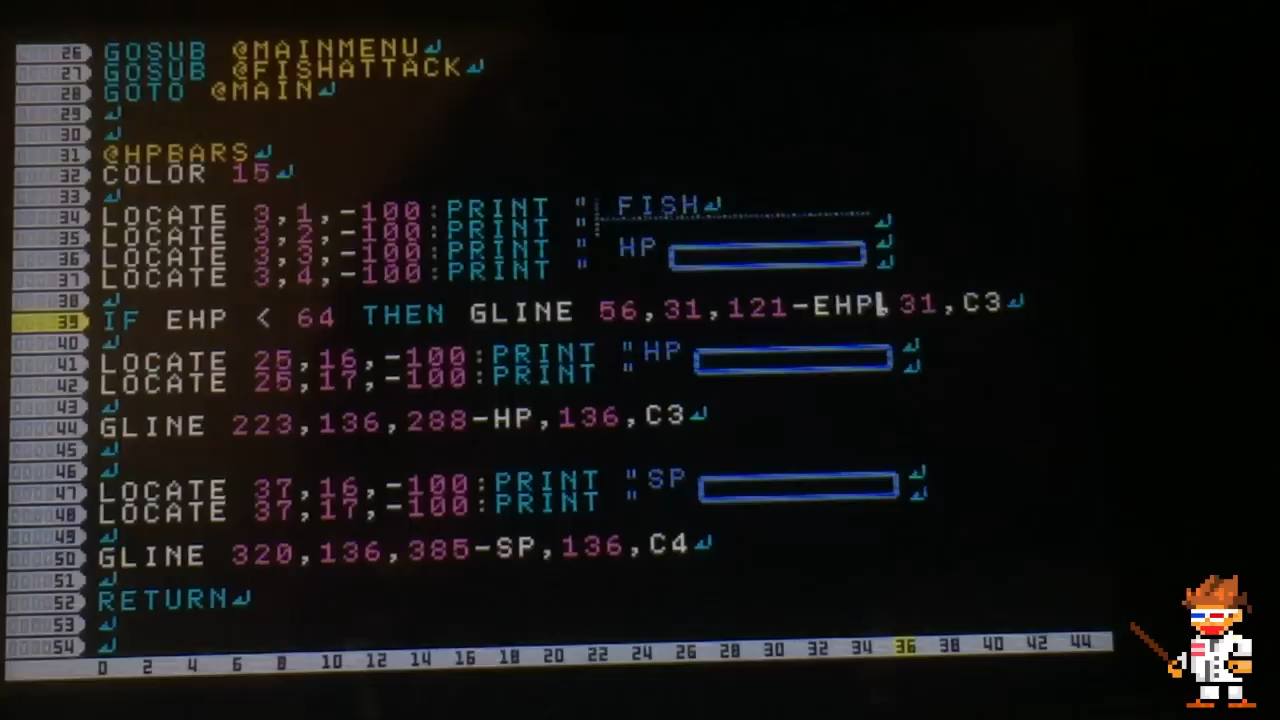 26 GOSUB @MAINMENU
27 GOSUB @FISHATTACK
28 GOTO @MAIN
29
30
31 @HPBARS
32 COLOR 15
33
34 LOCATE 3,1,-100:PRINT " FISH
35 LOCATE 3,2,-100:PRINT "
36 LOCATE 3,3,-100:PRINT " HP
37 LOCATE 3,4,-100:PRINT "
38
39 IF EHP < 64 THEN GLINE 56,31,121-EHP,31,C3
40
41 LOCATE 25,16,-100:PRINT "HP
42 LOCATE 25,17,-100:PRINT "
43
44 GLINE 223,136,288-HP,136,C3
45
46
47 LOCATE 37,16,-100:PRINT "SP
48 LOCATE 37,17,-100:PRINT "
49
50 GLINE 320,136,385-SP,136,C4
51
52 RETURN
53
54
0 2 4 6 8 10 12 14 16 18 20 22 24 26 28 30 32 34 36 38 40 42 44